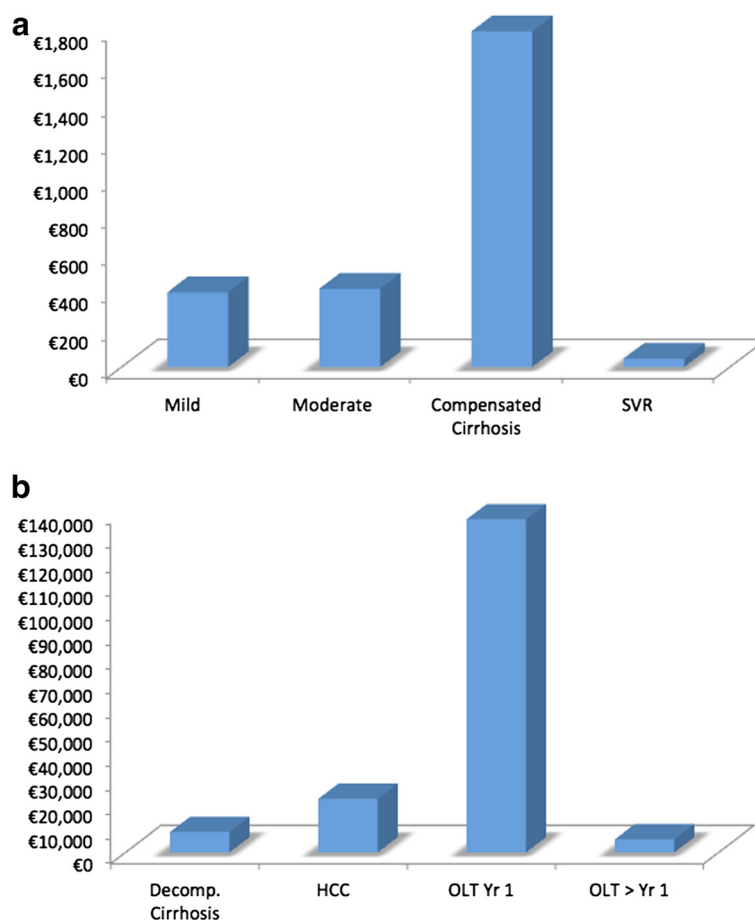 a
€1,800
€1,600
€1,400
€1,200
€1,000
€800
€600
€400
€200
€0
Mild
Moderate
Compensated
Cirrhosis
SVR
b
€140,000
€130,000
€120,000
€110,000
€100,000
€90,000
€80,000
€70,000
€60,000
€50,000
€40,000
€30,000
€20,000
€10,000
€0
Decomp.
Cirrhosis
HCC
OLT Yr 1
OLT > Yr 1